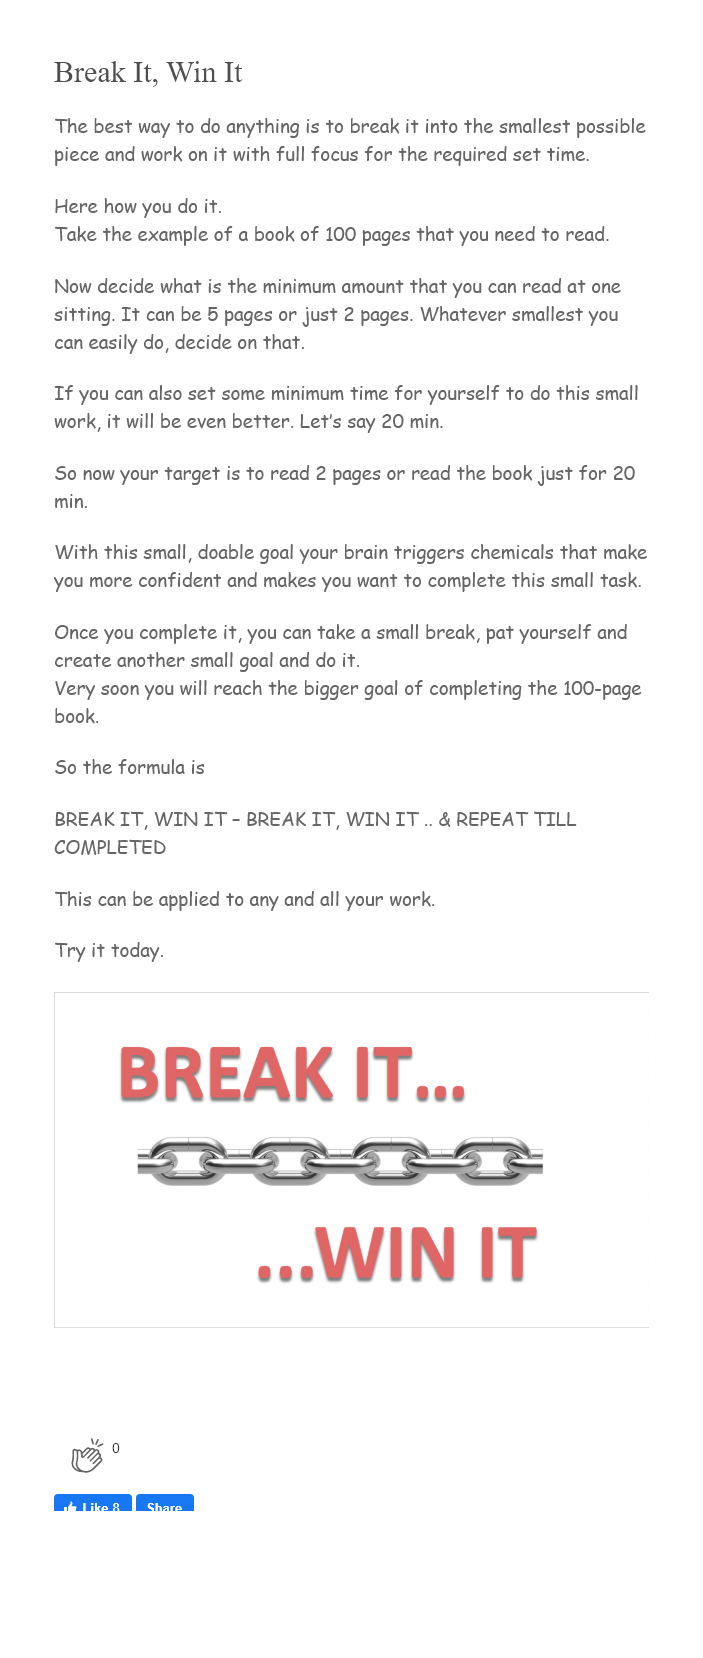 Break It, Win It
The best way to do anything is to break it into the smallest possible
piece and work on it with full focus for the required set time.
Here how you do it.
Take the example of a book of 100 pages that you need to read.
Now decide what is the minimum amount that you can read at one
sitting. It can be 5 pages or just 2 pages. Whatever smallest you
can easily do, decide on that.
If you can also set some minimum time for yourself to do this small
work, it will be even better. Let’s say 20 min.
So now your target is to read 2 pages or read the book just for 20
min.
With this small, doable goal your brain triggers chemicals that make
you more confident and makes you want to complete this small task.
Once you complete it, you can take a small break, pat yourself and
create another small goal and do it.
Very soon you will reach the bigger goal of completing the 100-page
book.
So the formula is
BREAK IT, WIN IT – BREAK IT, WIN IT .. & REPEAT TILL
COMPLETED
This can be applied to any and all your work.
Try it today.
BREAK IT...
...WIN IT
0
Like 8 Share